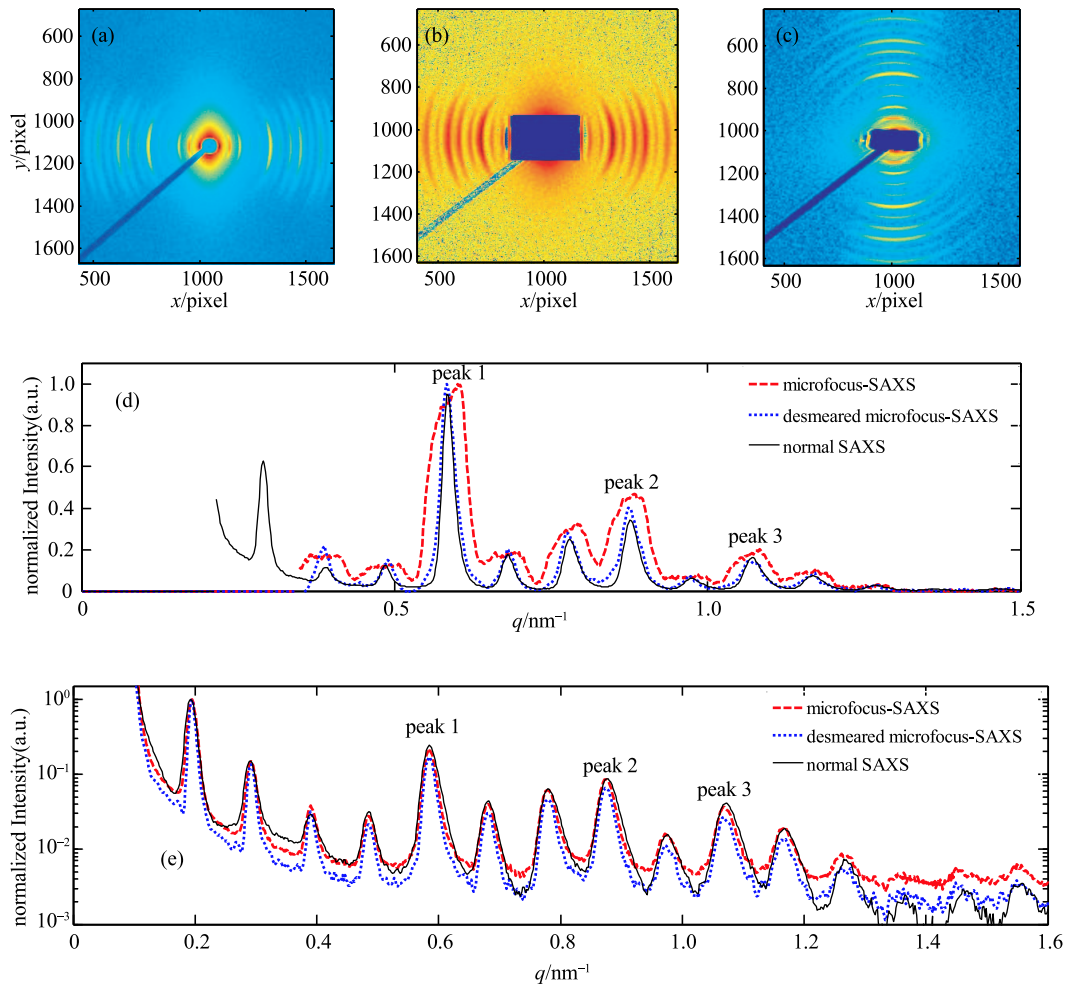 (a)
(b)
(c)
400
600
800
1000
1200
1400
1600
y/pixel
500
1000
1500
x/pixel
400
600
800
1000
1200
1400
1600
500
1000
1500
x/pixel
600
800
1000
1200
1400
1600
500
1000
1500
x/pixel
(d)
peak 1
peak 2
peak 3
microfocus-SAXS
desmeared microfocus-SAXS
normal SAXS
1.0
0.8
0.6
0.4
0.2
0
normalized Intensity(a.u.)
0
0.5
1.0
1.5
q/nm⁻¹
(e)
peak 1
peak 2
peak 3
microfocus-SAXS
desmeared microfocus-SAXS
normal SAXS
10⁰
10⁻¹
10⁻²
10⁻³
normalized Intensity(a.u.)
0
0.2
0.4
0.6
0.8
1.0
1.2
1.4
1.6
q/nm⁻¹